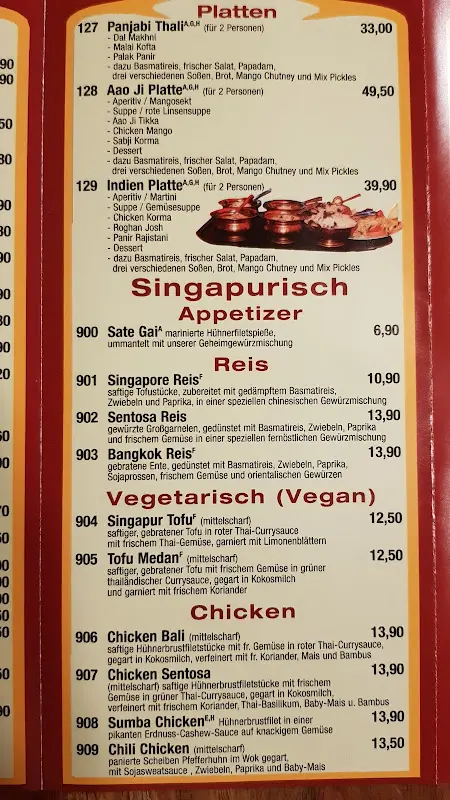 Platten
127 Panjabi Thali A,G,H (für 2 Personen) 33,00
- Dal Makhni
- Malai Kofta
- Palak Panir
- dazu Basmatireis, frischer Salat, Papadam,
drei verschiedenen Soßen, Brot, Mango Chutney und Mix Pickles
128 Aao Ji Platte A,G,H (für 2 Personen) 49,50
- Aperitiv / Mangosekt
- Suppe / rote Linsensuppe
- Aao Ji Tikka
- Chicken Mango
- Sabji Korma
- Dessert
- dazu Basmatireis, frischer Salat, Papadam,
drei verschiedenen Soßen, Brot, Mango Chutney und Mix Pickles
129 Indien Platte A,G,H (für 2 Personen) 39,90
- Aperitiv / Martini
- Suppe / Gemüsesuppe
- Chicken Korma
- Roghan Josh
- Panir Rajistani
- Dessert
- dazu Basmatireis, frischer Salat, Papadam,
drei verschiedenen Soßen, Brot, Mango Chutney und Mix Pickles
Singapurisch
Appetizer
900 Sate Gai A marinierte Hühnerfiletspieße, 6,90
ummantelt mit unserer Geheimgewürzmischung
Reis
901 Singapore Reis F 10,90
saftige Tofustücke, zubereitet mit gedämpftem Basmatireis,
Zwiebeln und Paprika, in einer speziellen chinesischen Gewürzmischung
902 Sentosa Reis 13,90
gewürzte Großgarnelen, gedünstet mit Basmatireis, Zwiebeln, Paprika
und frischem Gemüse in einer speziellen fernöstlichen Gewürzmischung
903 Bangkok Reis F 13,90
gebratene Ente, gedünstet mit Basmatireis, Zwiebeln, Paprika,
Sojaprossen, frischem Gemüse und orientalischen Gewürzen
Vegetarisch (Vegan)
904 Singapur Tofu F (mittelscharf) 12,50
saftiger, gebratener Tofu in roter Thai-Currysauce
mit frischem Thai-Gemüse, garniert mit Limonenblättern
905 Tofu Medan F (mittelscharf) 12,50
saftiger, gebratener Tofu mit frischem Gemüse in grüner
thailändischer Currysauce, gegart in Kokosmilch
und garniert mit frischem Koriander
Chicken
906 Chicken Bali (mittelscharf) 13,90
saftige Hühnerbrustfiletstücke mit fr. Gemüse in roter Thai-Currysauce,
gegart in Kokosmilch, verfeinert mit fr. Koriander, Mais und Bambus
907 Chicken Sentosa 13,90
(mittelscharf) saftige Hühnerbrustfiletstücke mit frischem
Gemüse in grüner Thai-Currysauce, gegart in Kokosmilch,
verfeinert mit frischem Koriander, Thai-Basilikum, Baby-Mais u. Bambus
908 Sumba Chicken E,H Hühnerbrustfilet in einer 13,90
pikanten Erdnuss-Cashew-Sauce auf knackigem Gemüse
909 Chili Chicken (mittelscharf) 13,50
panierte Scheiben Pfefferhuhn im Wok gegart,
mit Sojasweatsauce , Zwiebeln, Paprika und Baby-Mais